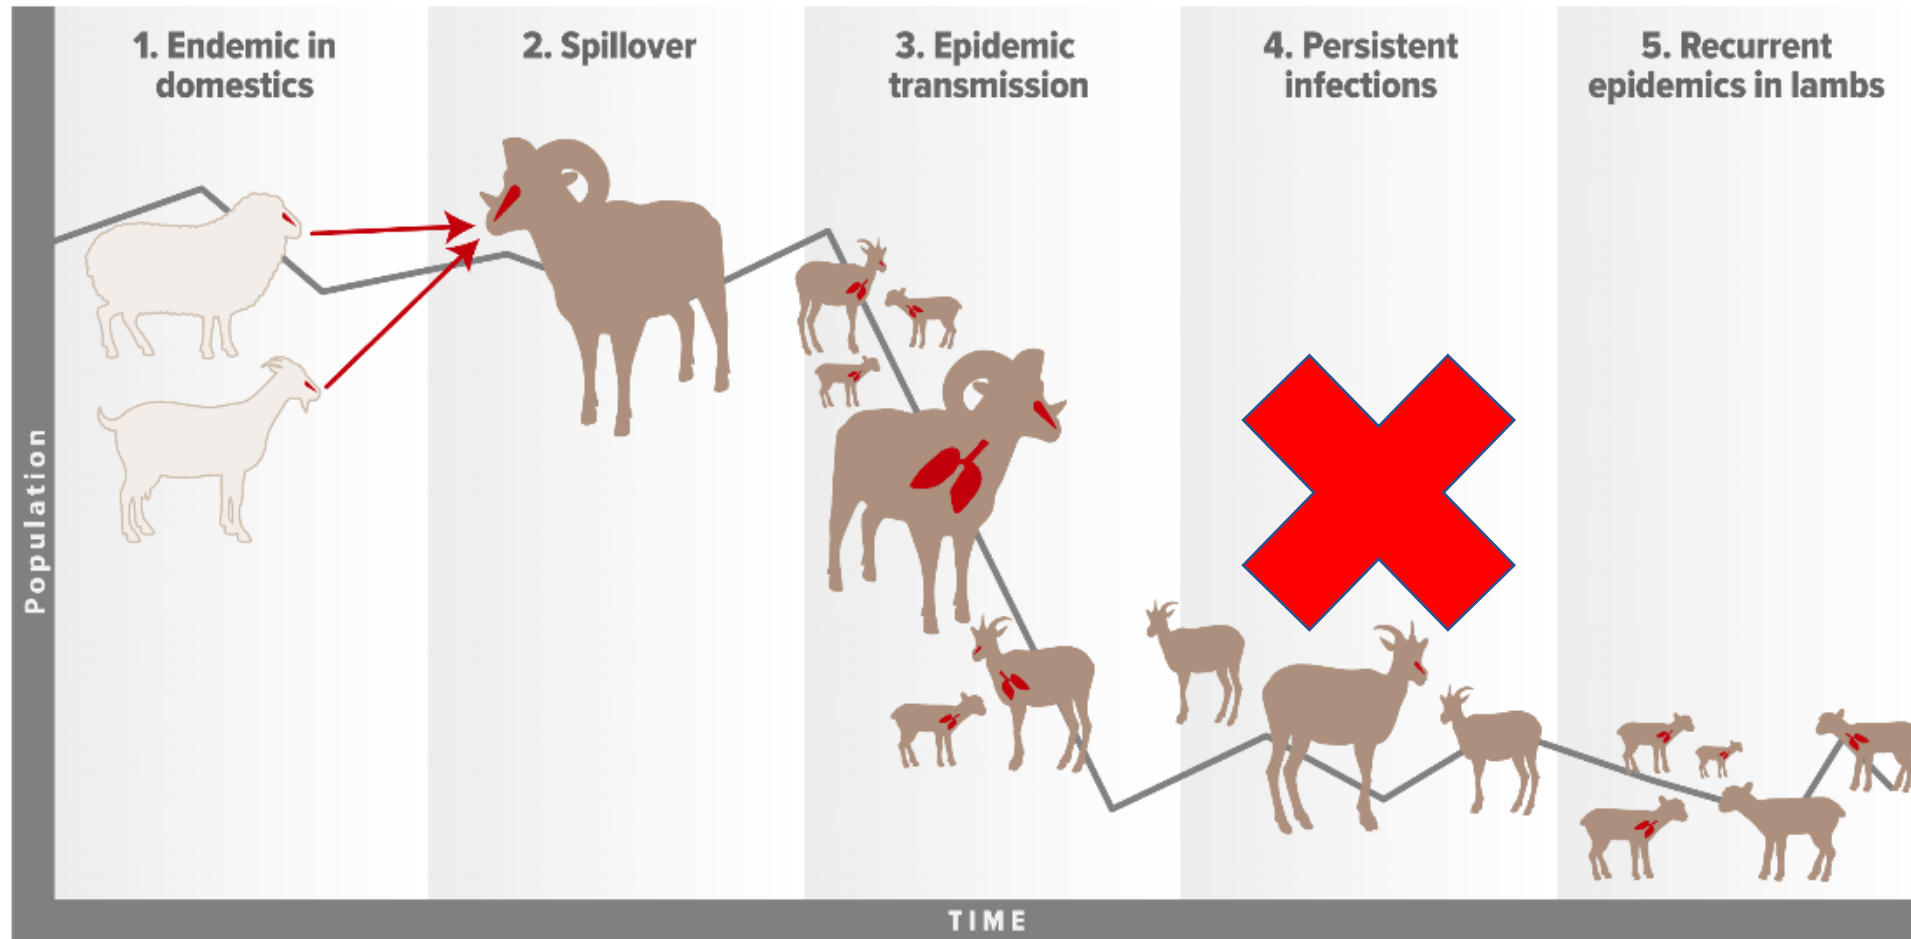 1. Endemic in
domestics
2. Spillover
3. Epidemic
transmission
4. Persistent
infections
5. Recurrent
epidemics in lambs
Population
TIME